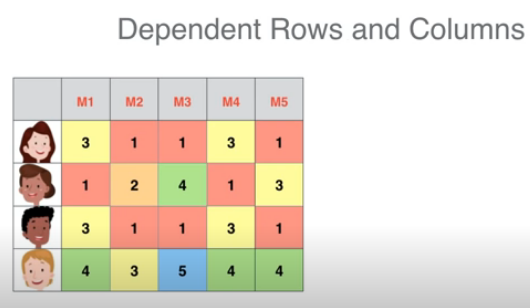 Dependent Rows and Columns
M1 M2 M3 M4 M5
3 1 1 3 1
1 2 4 1 3
3 1 1 3 1
4 3 5 4 4